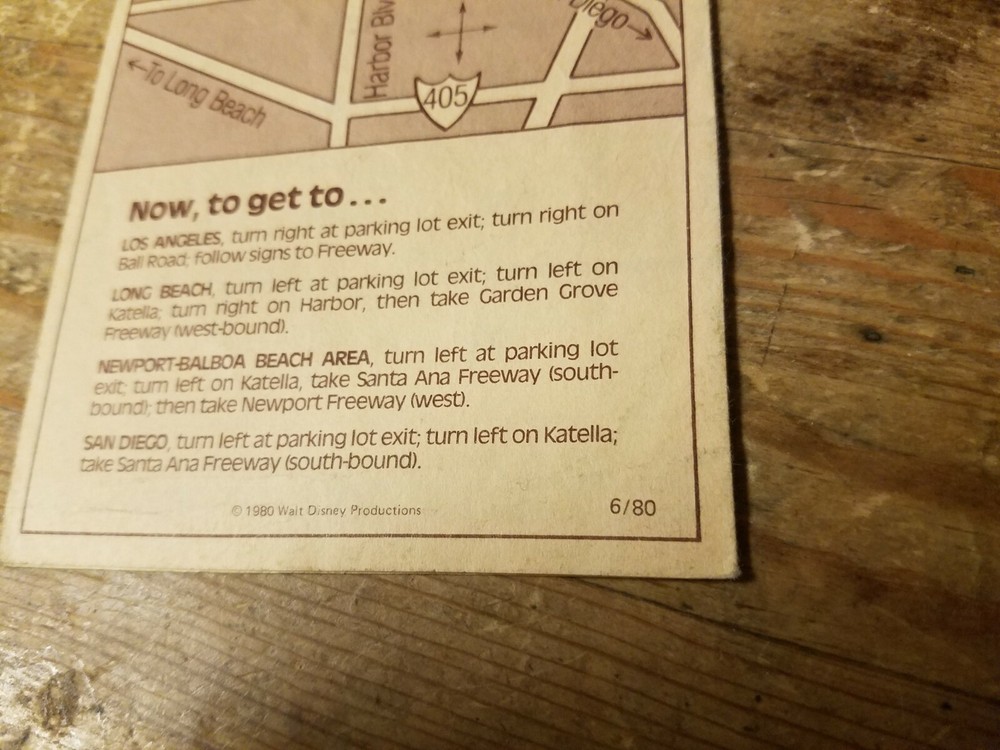 Diego→
Harbor Blv
←To Long Beach
405
Now, to get to...
LOS ANGELES, turn right at parking lot exit; turn right on
Ball Road; follow signs to Freeway.
LONG BEACH, turn left at parking lot exit; turn left on
Katella; turn right on Harbor, then take Garden Grove
Freeway (west-bound).
NEWPORT-BALBOA BEACH AREA, turn left at parking lot
exit; turn left on Katella, take Santa Ana Freeway (south-
bound); then take Newport Freeway (west).
SAN DIEGO, turn left at parking lot exit; turn left on Katella;
take Santa Ana Freeway (south-bound).
© 1980 Walt Disney Productions
6/80